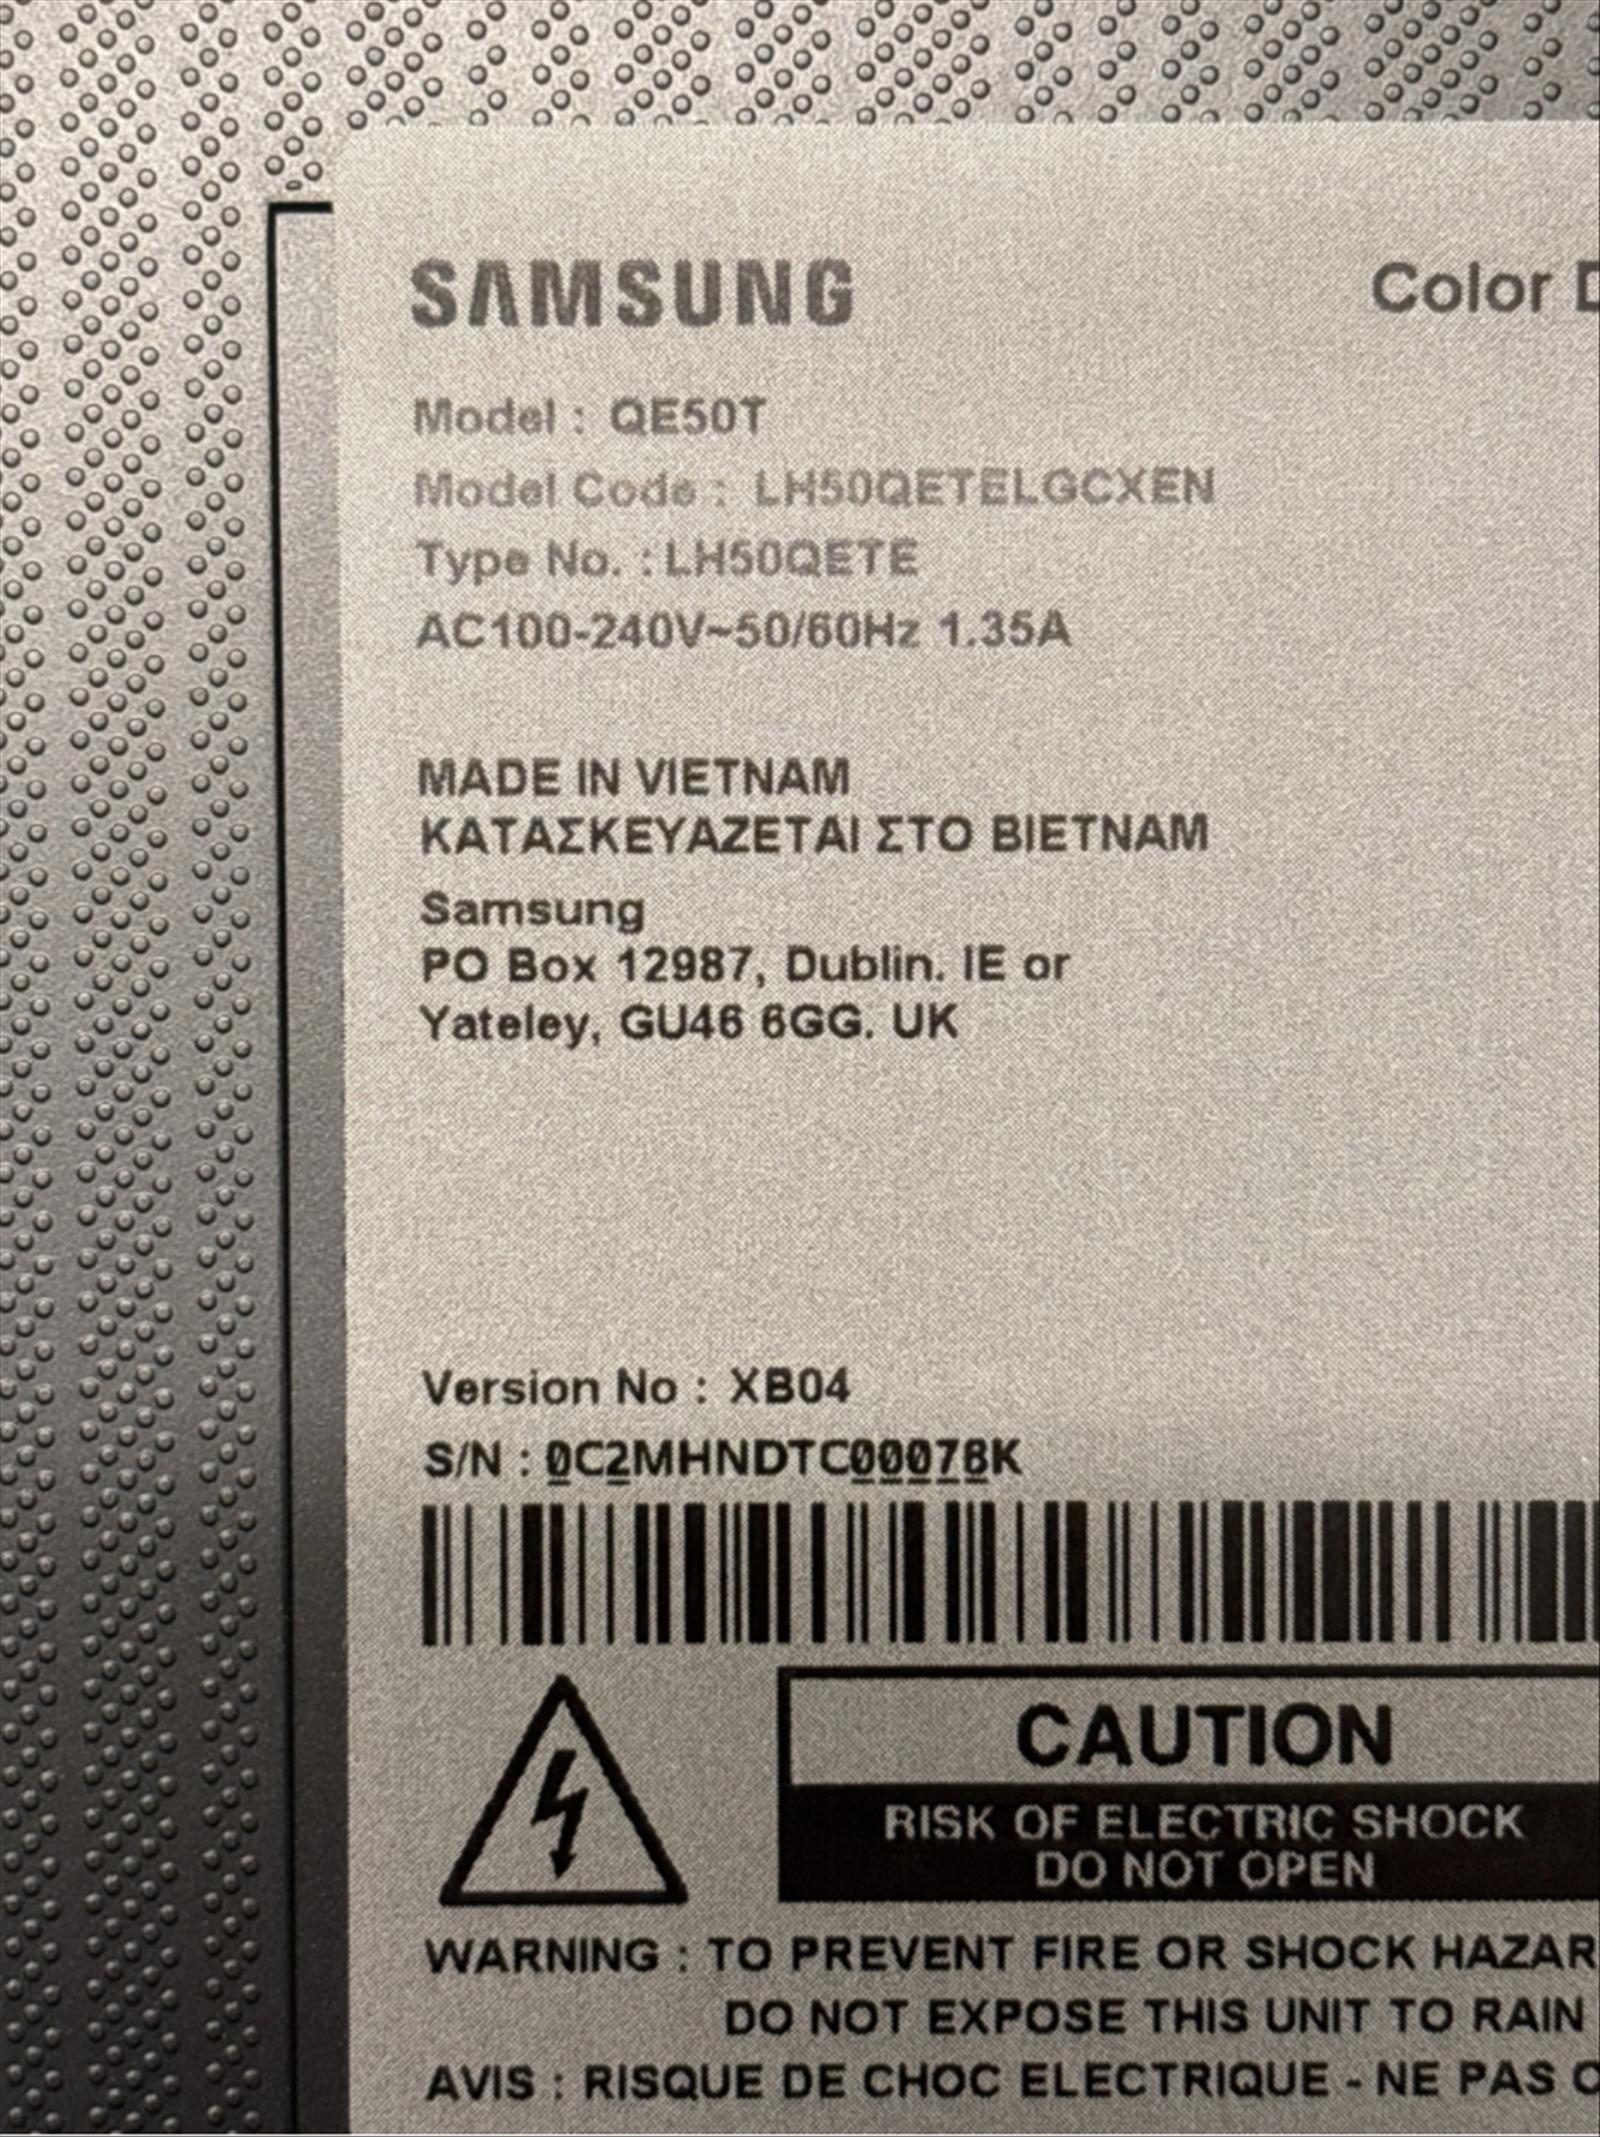 SAMSUNG
Color D
Model : QE50T
Model Code : LH50QETELGCXEN
Type No. : LH50QETE
AC100-240V~50/60Hz 1.35A
MADE IN VIETNAM
ΚΑΤΑΣΚΕΥΑΖΕΤΑΙ ΣΤΟ ΒΙΕΤΝΑΜ
Samsung
PO Box 12987, Dublin. IE or
Yateley, GU46 6GG. UK
Version No : XB04
S/N : 0C2MHNDTC00078K
CAUTION
RISK OF ELECTRIC SHOCK
DO NOT OPEN
WARNING : TO PREVENT FIRE OR SHOCK HAZAR
DO NOT EXPOSE THIS UNIT TO RAIN
AVIS : RISQUE DE CHOC ELECTRIQUE - NE PAS O